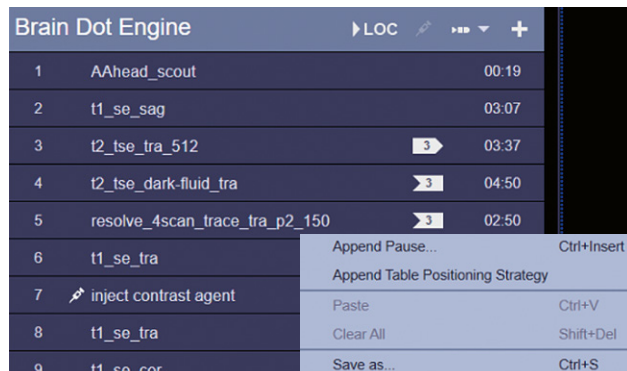 Brain Dot Engine LOC
1 AAhead_scout 00:19
2 t1_se_sag 03:07
3 t2_tse_tra_512 3 03:37
4 t2_tse_dark-fluid_tra 3 04:50
5 resolve_4scan_trace_tra_p2_150 3 02:50
6 t1_se_tra
7 inject contrast agent
8 t1_se_tra
9 t1_se_cor
Append Pause... Ctrl+Insert
Append Table Positioning Strategy
Paste Ctrl+V
Clear All Shift+Del
Save as... Ctrl+S